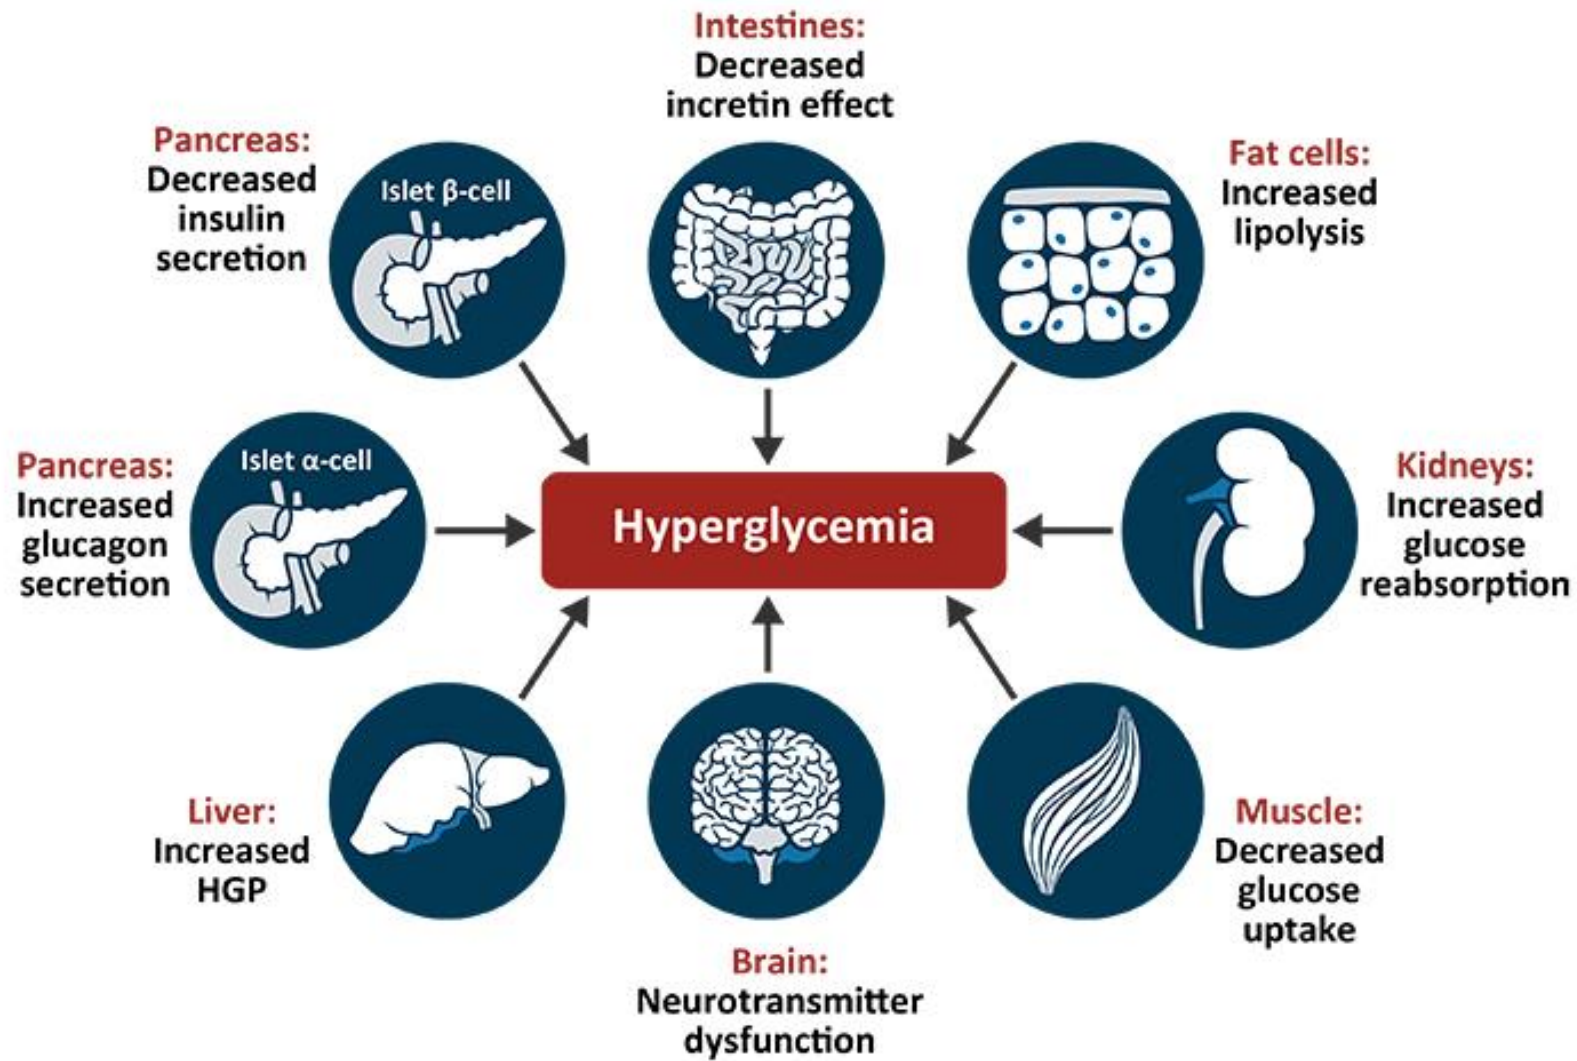 Intestines:
Decreased
incretin effect
Pancreas:
Decreased
insulin
secretion
Islet β-cell
Fat cells:
Increased
lipolysis
Pancreas:
Increased
glucagon
secretion
Islet α-cell
Hyperglycemia
Kidneys:
Increased
glucose
reabsorption
Liver:
Increased
HGP
Brain:
Neurotransmitter
dysfunction
Muscle:
Decreased
glucose
uptake